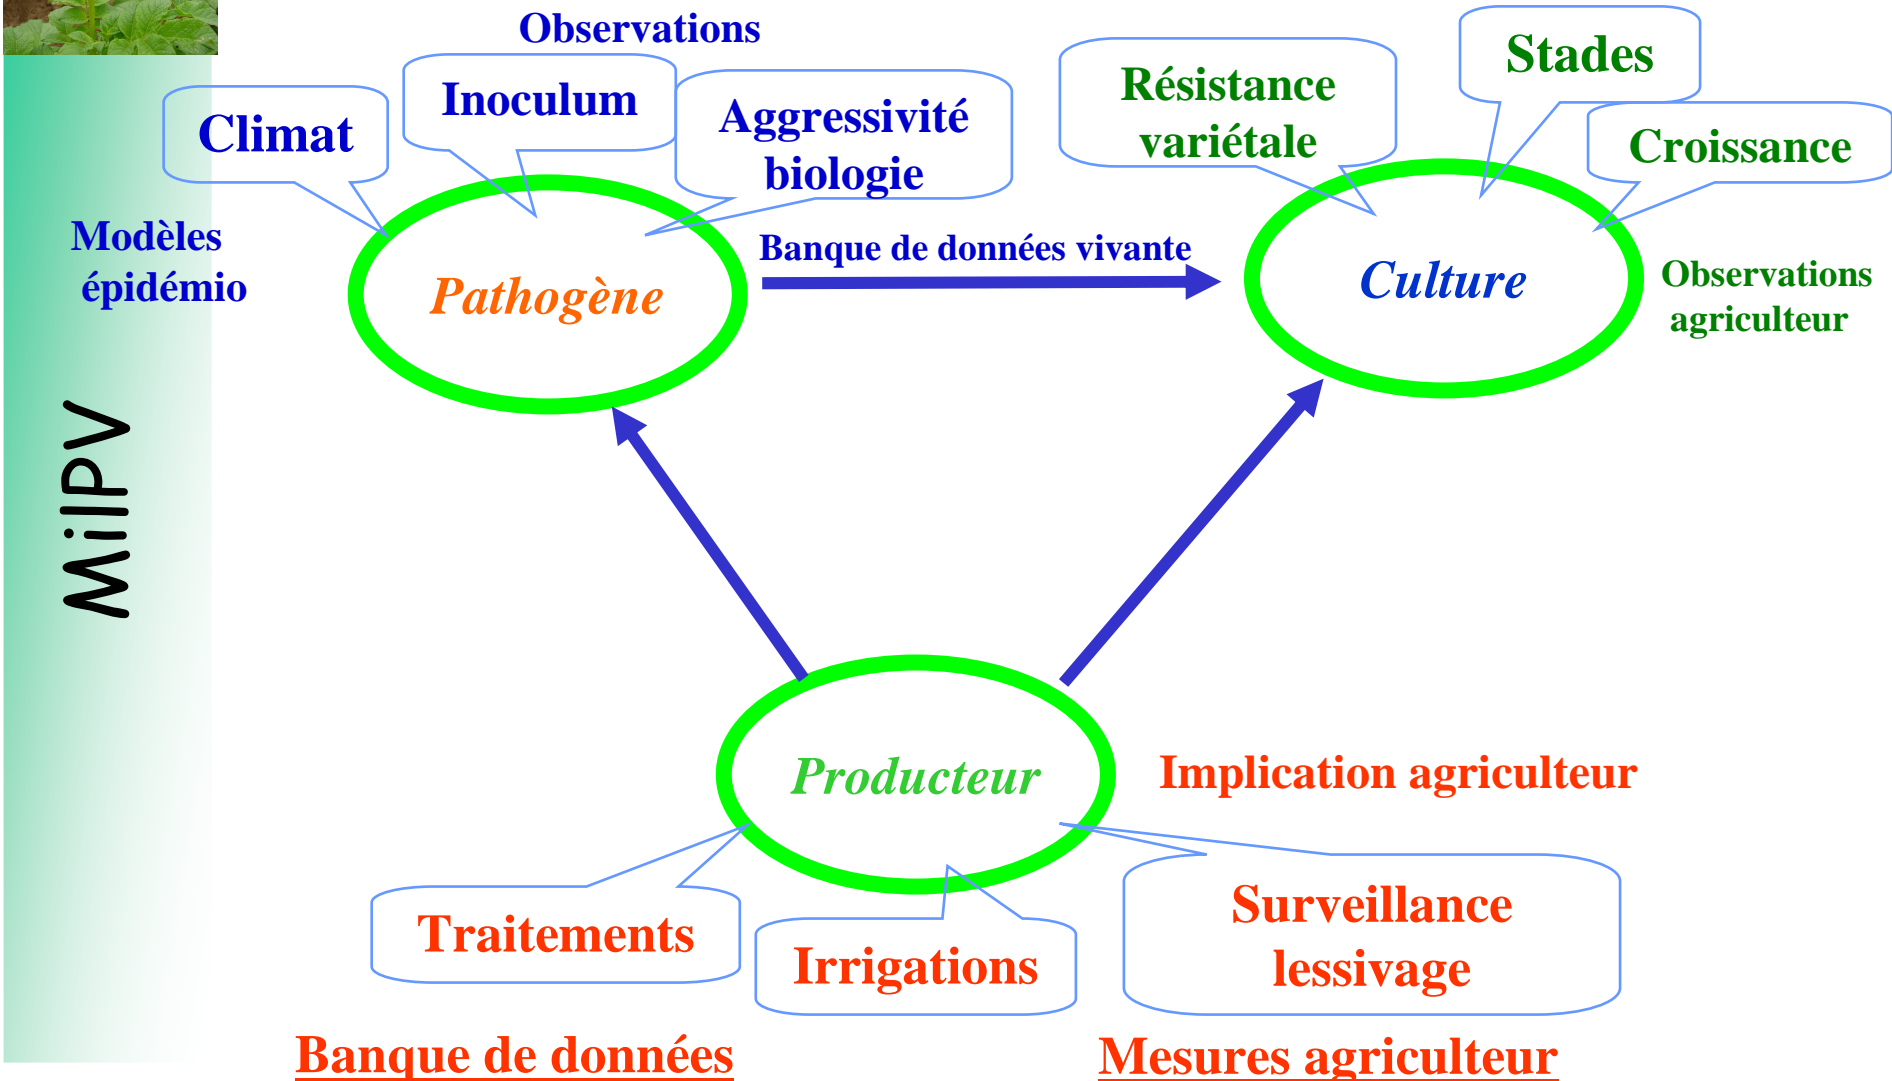 Observations
Stades
Résistance
variétale
Inoculum
Climat
Aggressivité
biologie
Croissance
Modèles
épidémio
Banque de données vivante
Pathogène
Culture
Observations
agriculteur
MilPV
Producteur
Implication agriculteur
Traitements
Irrigations
Surveillance
lessivage
Banque de données
Mesures agriculteur